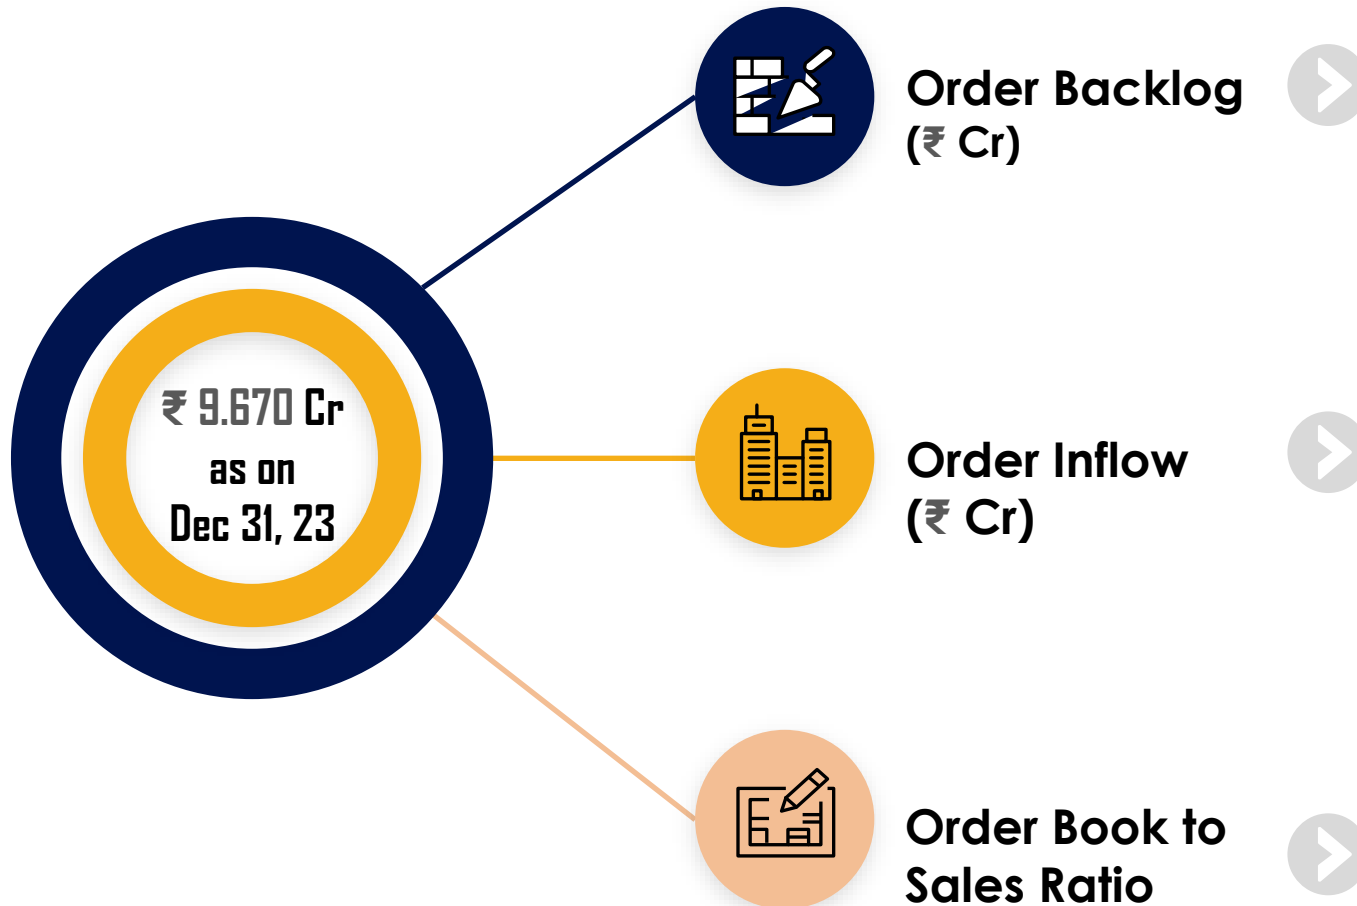 ₹ 9.670 Cr
as on
Dec 31, 23
Order Backlog
(₹ Cr)
Order Inflow
(₹ Cr)
Order Book to
Sales Ratio